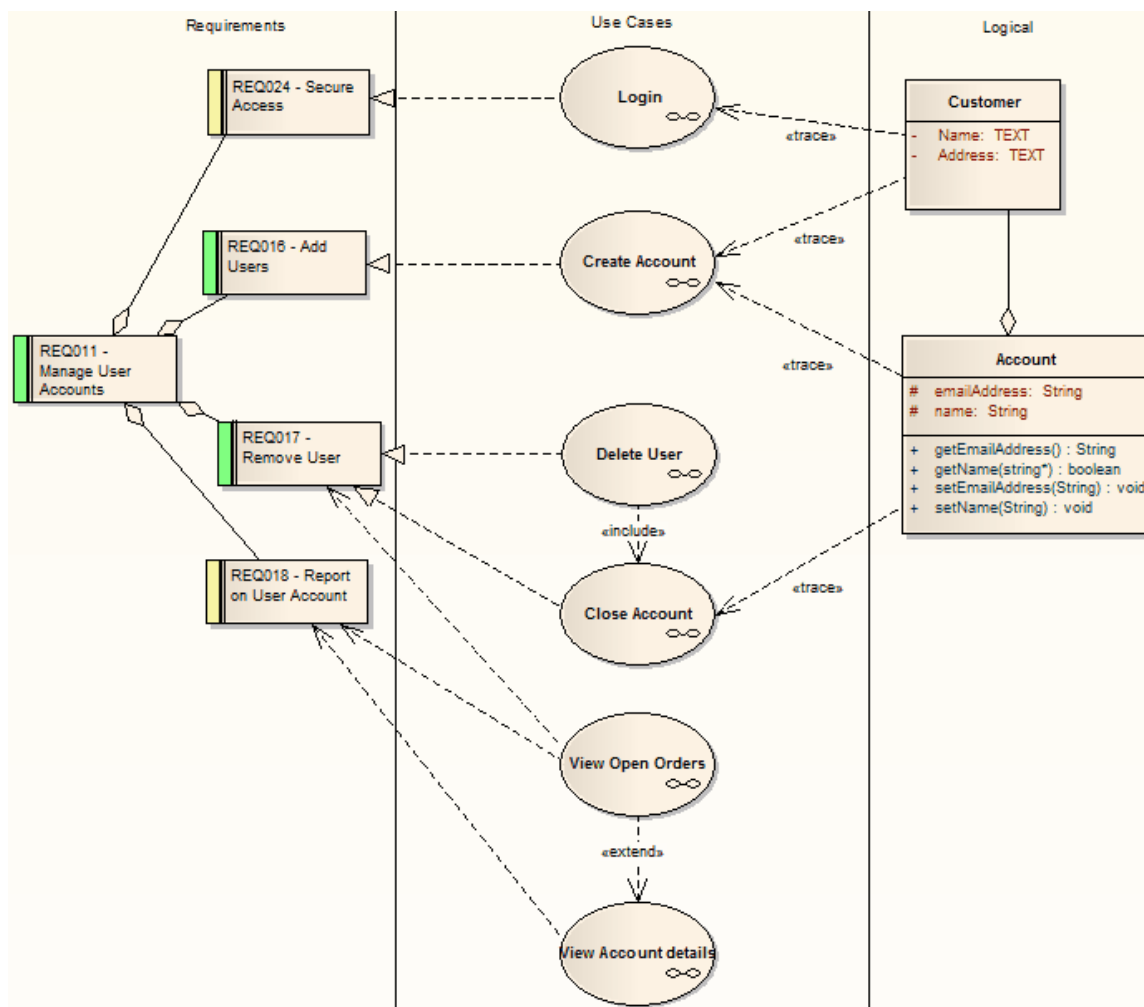 Requirements
Use Cases
Logical
REQ024 - Secure
Access
Login
«trace»
Customer
- Name: TEXT
- Address: TEXT
REQ016 - Add
Users
Create Account
«trace»
REQ011 -
Manage User
Accounts
«trace»
Account
# emailAddress: String
# name: String
+ getEmailAddress() : String
+ getName(string*) : boolean
+ setEmailAddress(String) : void
+ setName(String) : void
REQ017 -
Remove User
Delete User
«include»
REQ018 - Report
on User Account
Close Account
«trace»
View Open Orders
«extend»
View Account details